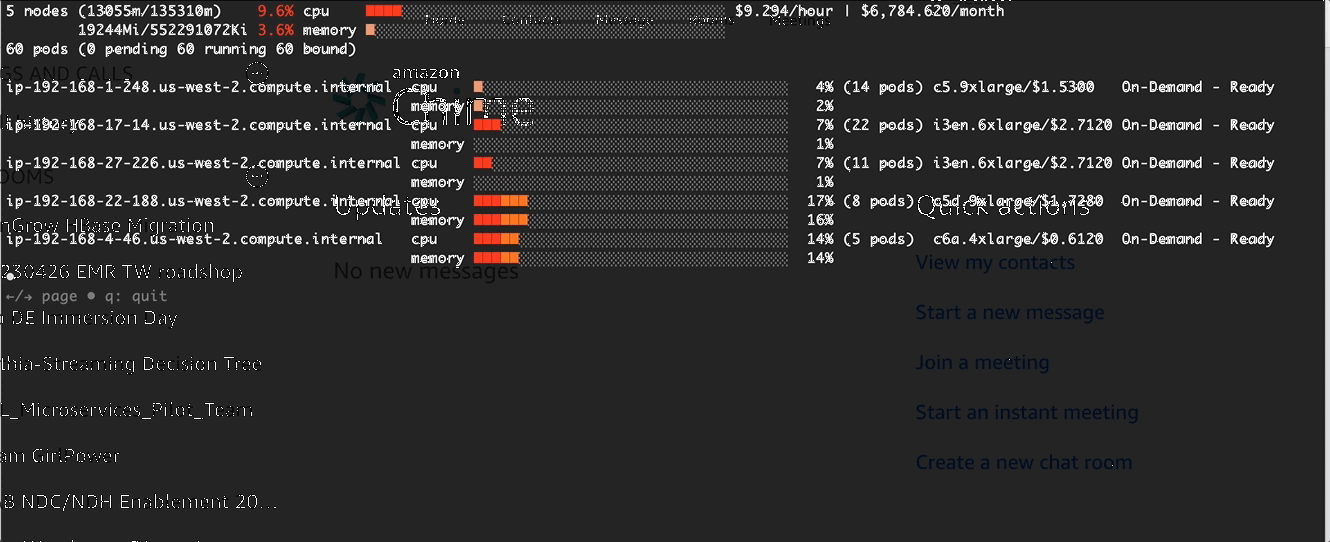 5 nodes (13055m/135310m) 9.6% cpu $9.294/hour | $6,784.620/month
19244Mi/552291072Ki 3.6% memory
60 pods (0 pending 60 running 60 bound)
GS AND CALLS
amazon
Chime
ip-192-168-1-248.us-west-2.compute.internal cpu 4% (14 pods) c5.9xlarge/$1.5300 On-Demand - Ready
memory 2%
ip-192-168-17-14.us-west-2.compute.internal cpu 7% (22 pods) i3en.6xlarge/$2.7120 On-Demand - Ready
memory 1%
ip-192-168-27-226.us-west-2.compute.internal cpu 7% (11 pods) i3en.6xlarge/$2.7120 On-Demand - Ready
OOMS
memory 1%
ip-192-168-22-188.us-west-2.compute.internal cpu 17% (8 pods) c5d.9xlarge/$1.7280 On-Demand - Ready
Updates
Quick actions
memory 16%
nGrow HBase Migration
ip-192-168-4-46.us-west-2.compute.internal cpu 14% (5 pods) c6a.4xlarge/$0.6120 On-Demand - Ready
memory 14%
View my contacts
230426 EMR TW roadshop
No new messages
←/→ page • q: quit
Start a new message
DE Immersion Day
thia-Streaming Decision Tree
Join a meeting
L_Microservices_Pilot_Team
Start an instant meeting
am GirlPower
Create a new chat room
B NDC/NDH Enablement 20...